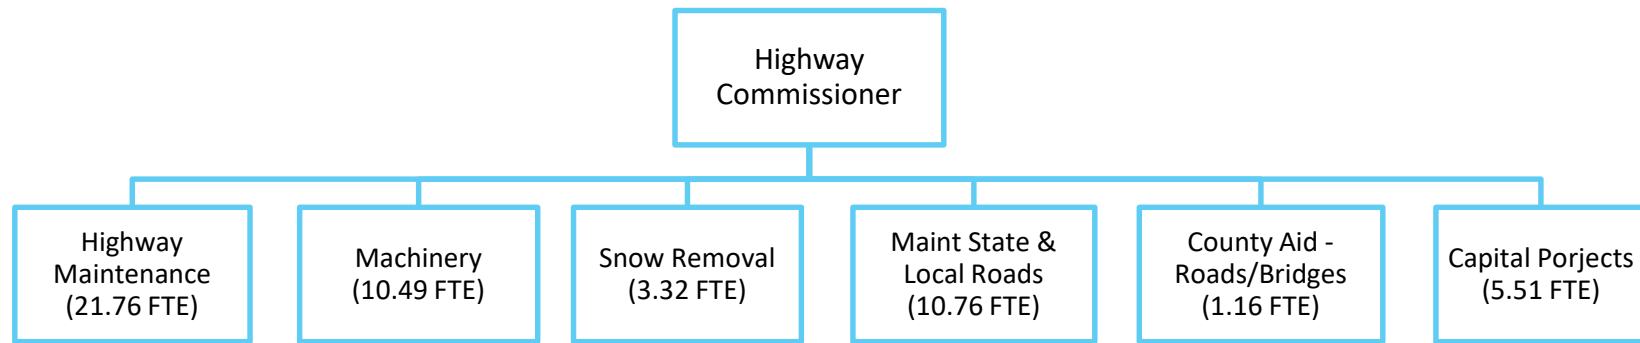 Highway
Commissioner
Highway
Maintenance
(21.76 FTE)
Machinery
(10.49 FTE)
Snow Removal
(3.32 FTE)
Maint State &
Local Roads
(10.76 FTE)
County Aid -
Roads/Bridges
(1.16 FTE)
Capital Porjects
(5.51 FTE)